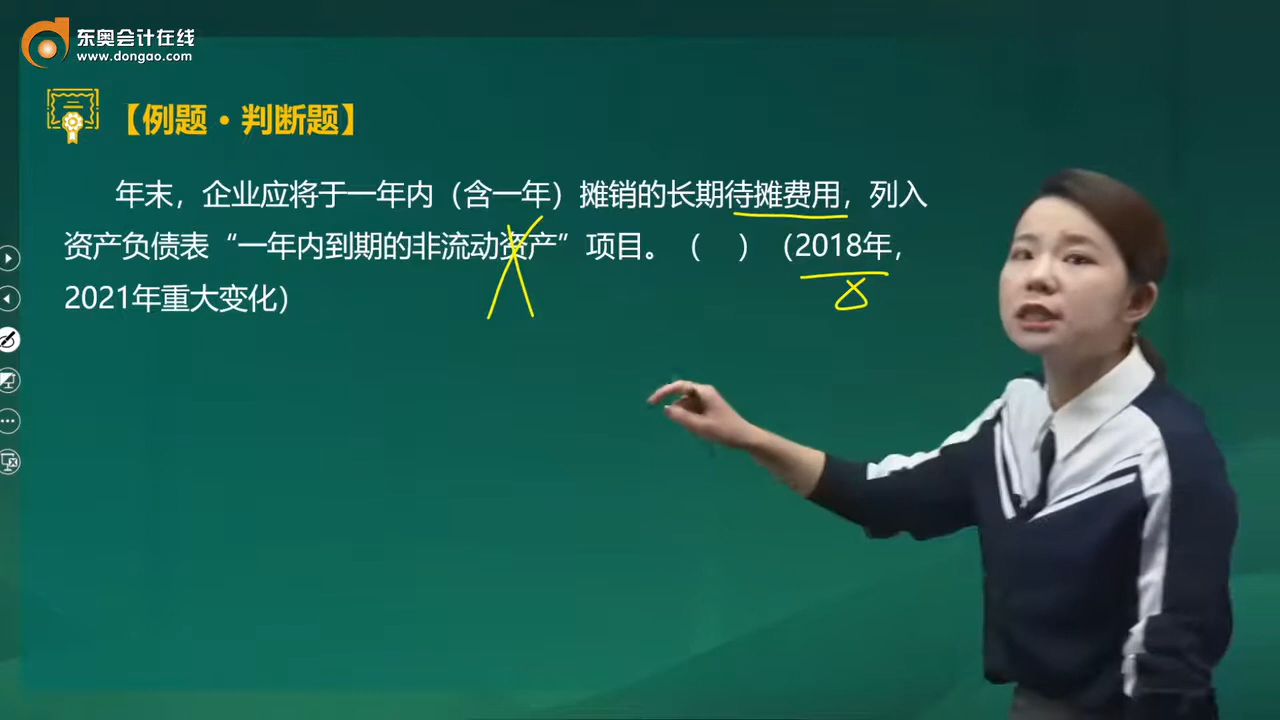 东奥会计在线
www.dongao.com
【例题·判断题】
年末，企业应将于一年内（含一年）摊销的长期待摊费用，列入
资产负债表“一年内到期的非流动资产”项目。（ ）（2018年，
2021年重大变化）